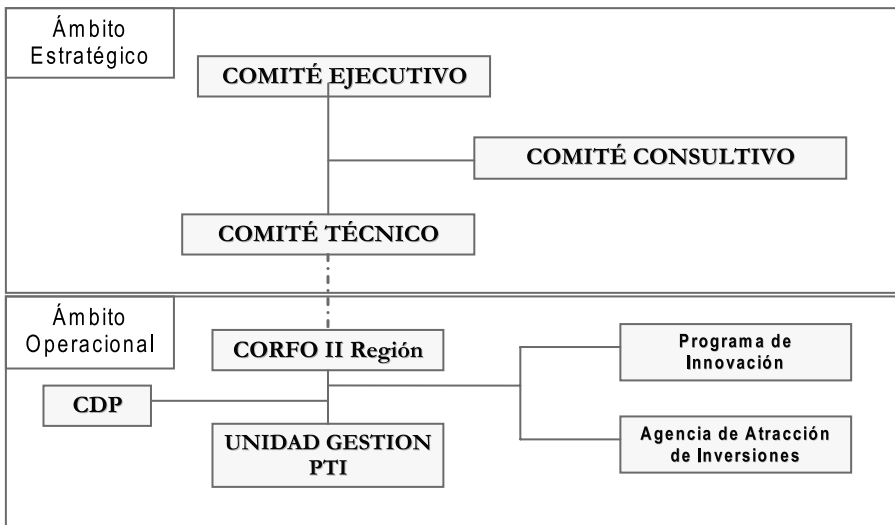 Ámbito
Estratégico
COMITÉ EJECUTIVO
COMITÉ CONSULTIVO
COMITÉ TÉCNICO
Ámbito
Operacional
CORFO II Región
Programa de
Innovación
CDP
UNIDAD GESTION
PTI
Agencia de Atracción
de Inversiones